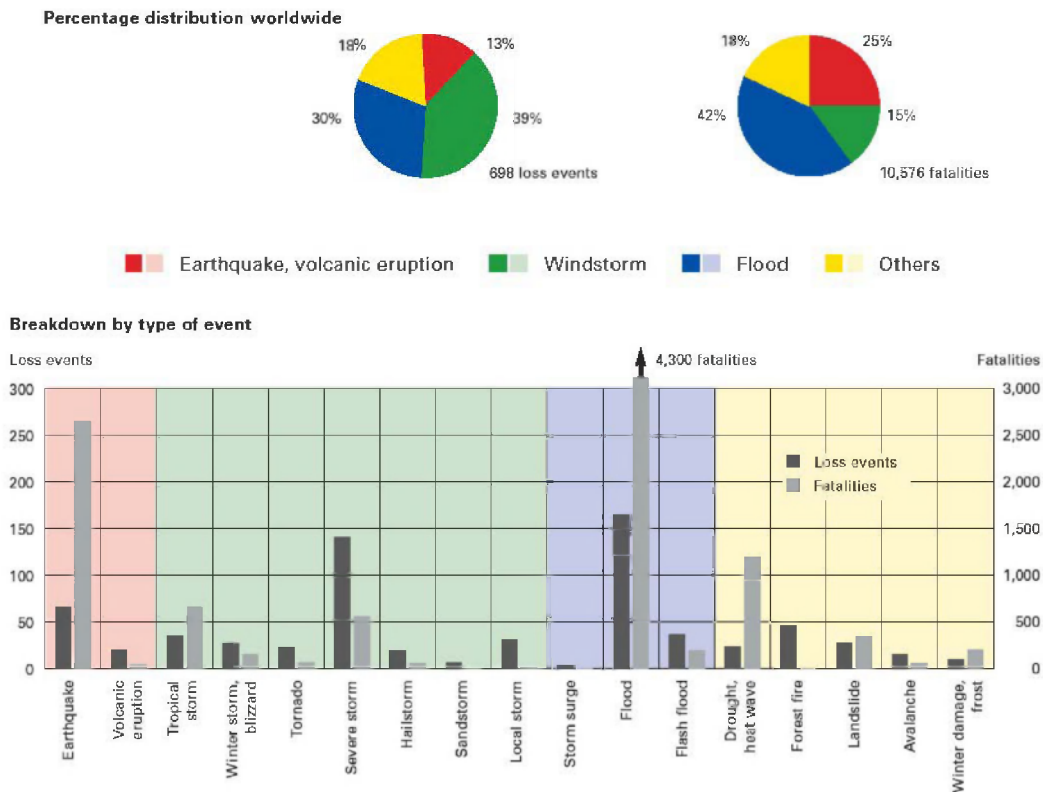 Percentage distribution worldwide
18%
13%
30%
39%
698 loss events
18%
25%
42%
15%
10,576 fatalities
Earthquake, volcanic eruption
Windstorm
Flood
Others
Breakdown by type of event
Loss events
4,300 fatalities
Fatalities
300
250
200
150
100
50
0
3,000
2,500
2,000
1,500
1,000
500
0
Loss events
Fatalities
Earthquake
Volcanic
eruption
Tropical
storm
Winter storm,
blizzard
Tornado
Severe storm
Hailstorm
Sandstorm
Local storm
Storm surge
Flood
Flash flood
Drought,
heat wave
Forest fire
Landslide
Avalanche
Winter damage,
frost